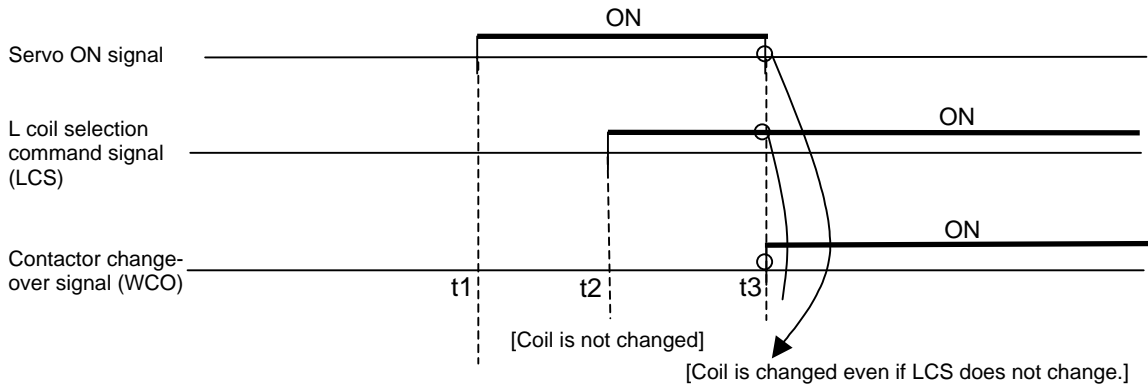 ON
Servo ON signal
L coil selection
command signal
(LCS)
ON
Contactor change-
over signal (WCO)
ON
t1
t2
t3
[Coil is not changed]
[Coil is changed even if LCS does not change.]